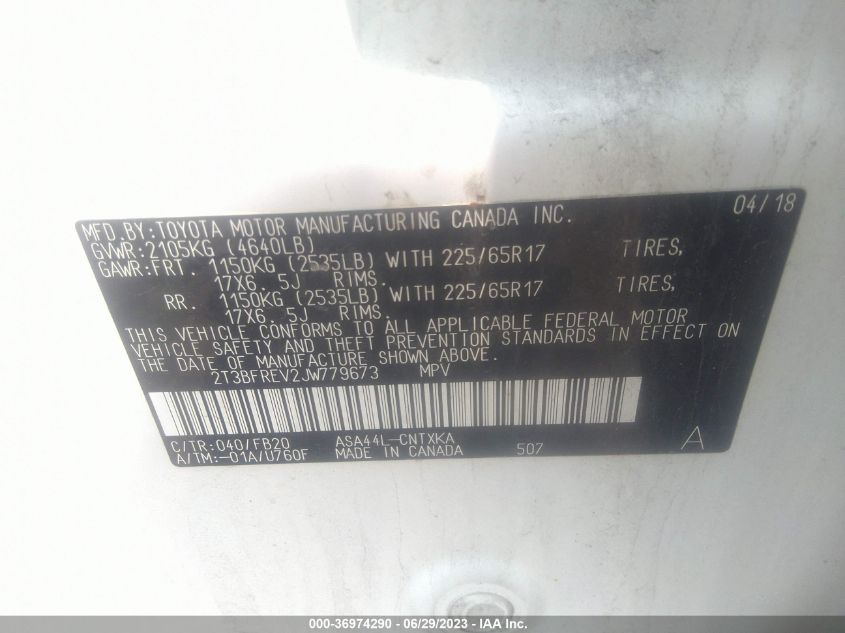 MFD. BY: TOYOTA MOTOR MANUFACTURING CANADA INC. 04/18
GVWR: 2105KG (4640LB)
GAWR: FRT. 1150KG (2535LB) WITH 225/65R17 TIRES,
17X6. 5J RIMS.
RR. 1150KG (2535LB) WITH 225/65R17 TIRES,
17X6. 5J RIMS.
THIS VEHICLE CONFORMS TO ALL APPLICABLE FEDERAL MOTOR
VEHICLE SAFETY AND THEFT PREVENTION STANDARDS IN EFFECT ON
THE DATE OF MANUFACTURE SHOWN ABOVE.
2T3BFREV2JW779673 MPV
C/TR: 040/FB20 ASA44L-CNTXKA
A/TM: -01A/U760F MADE IN CANADA 507 A
000-36974290 - 06/29/2023 - IAA Inc.